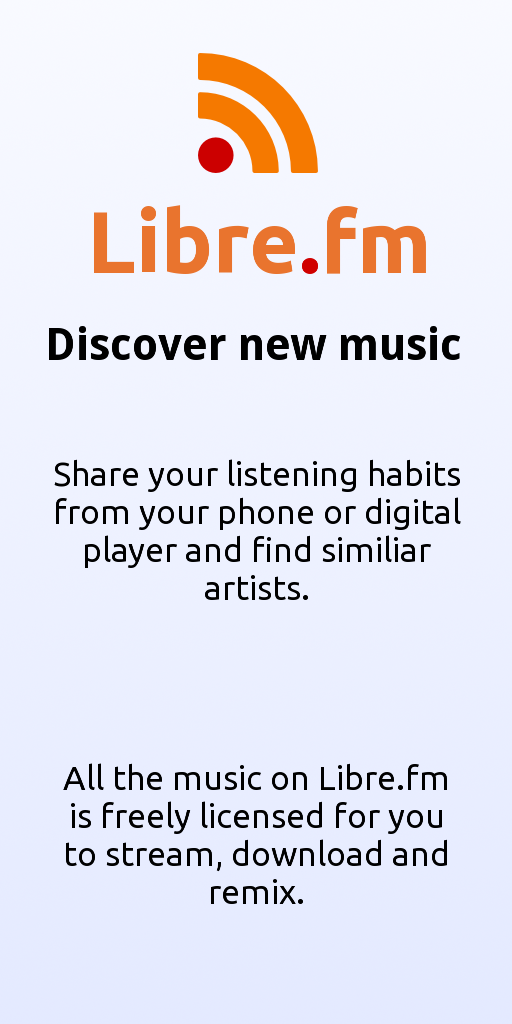 Libre.fm
Discover new music
Share your listening habits
from your phone or digital
player and find similiar
artists.
All the music on Libre.fm
is freely licensed for you
to stream, download and
remix.